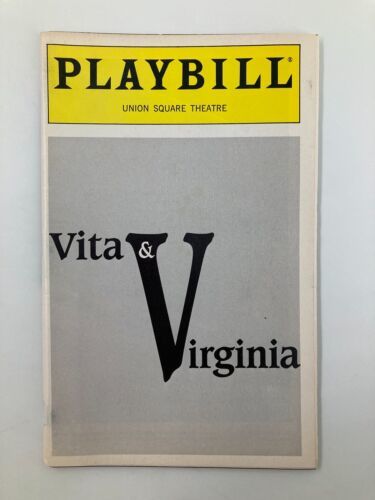 PLAYBILL®
UNION SQUARE THEATRE
Vita &
Virginia